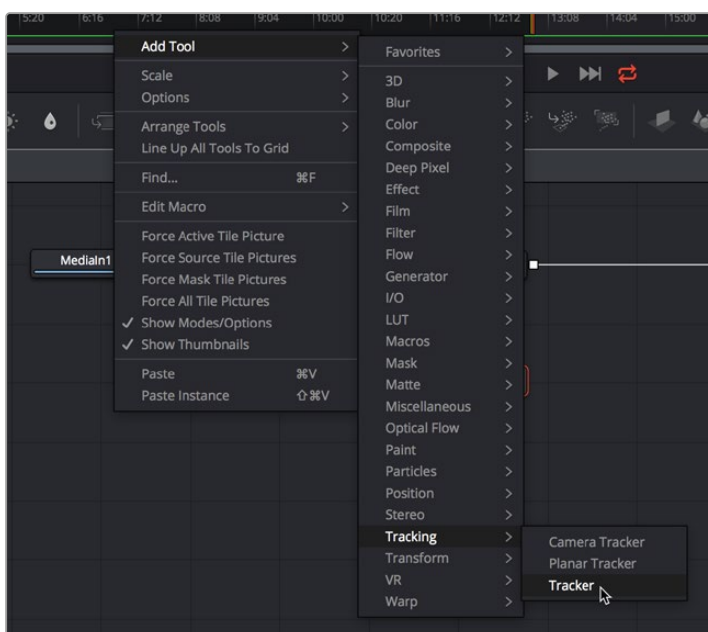 5:20 6:16 7:12 8:08 9:04 10:00 10:20 11:16 12:12 13:08 14:04 15:00
Add Tool
Scale
Options
Arrange Tools
Line Up All Tools To Grid
Find... ⌘F
Edit Macro
Force Active Tile Picture
Force Source Tile Pictures
Force Mask Tile Pictures
Force All Tile Pictures
✓ Show Modes/Options
✓ Show Thumbnails
Paste ⌘V
Paste Instance ⇧⌘V
MediaIn1
Favorites
3D
Blur
Color
Composite
Deep Pixel
Effect
Film
Filter
Flow
Generator
I/O
LUT
Macros
Mask
Matte
Miscellaneous
Optical Flow
Paint
Particles
Position
Stereo
Tracking
Transform
VR
Warp
Camera Tracker
Planar Tracker
Tracker